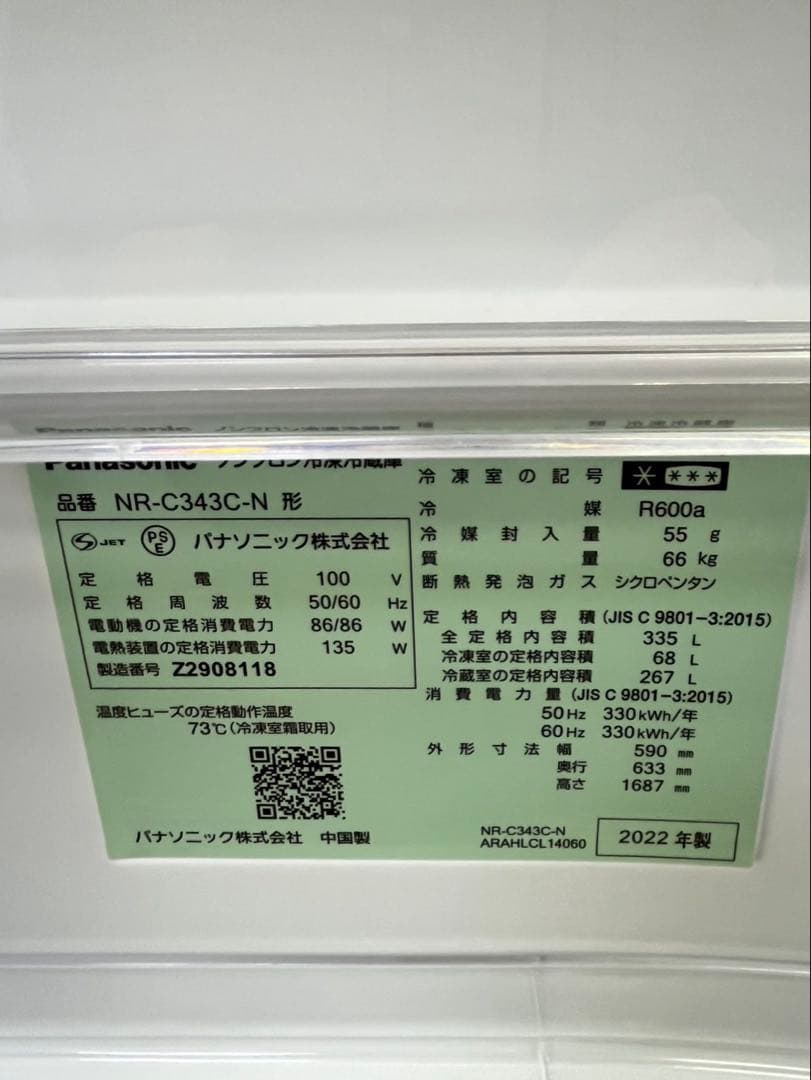 Panasonic ノンフロン冷凍冷蔵庫
品番 NR-C343C-N 形
JET PS E パナソニック株式会社
定格電圧 100 V
定格周波数 50/60 Hz
電動機の定格消費電力 86/86 W
電熱装置の定格消費電力 135 W
製造番号 Z2908118
温度ヒューズの定格動作温度
73℃(冷凍室霜取用)
パナソニック株式会社 中国製
冷凍室の記号 * ***
冷媒 R600a
冷媒封入量 55 g
質量 66 kg
断熱発泡ガス シクロペンタン
定格内容積 (JIS C 9801-3:2015)
全定格内容積 335 L
冷凍室の定格内容積 68 L
冷蔵室の定格内容積 267 L
消費電力量 (JIS C 9801-3:2015)
50 Hz 330 kWh/年
60 Hz 330 kWh/年
外形寸法 幅 590 mm
奥行 633 mm
高さ 1687 mm
NR-C343C-N
ARAHLCL14060
2022 年製